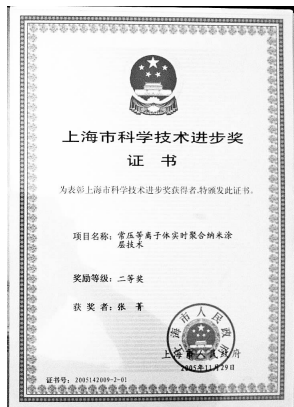 上海市科学技术进步奖
证 书
为表彰上海市科学技术进步奖获得者,特颁发此证书。
项目名称: 常压等离子体实时聚合纳米涂
层技术
奖励等级: 二等奖
获 奖 者: 张 菁
上海市人民政府
2005年11月29日
证书号: 2005142009-2-01